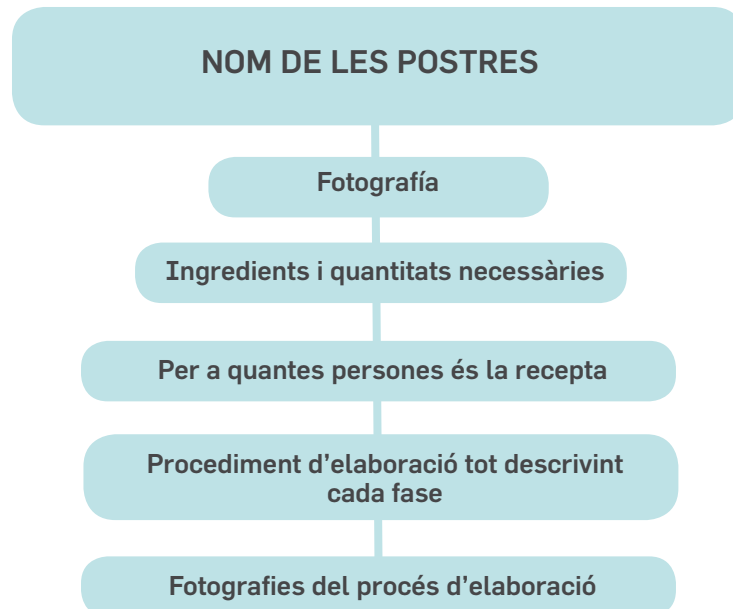 NOM DE LES POSTRES
Fotografía
Ingredients i quantitats necessàries
Per a quantes persones és la recepta
Procediment d’elaboració tot descrivint
cada fase
Fotografies del procés d’elaboració